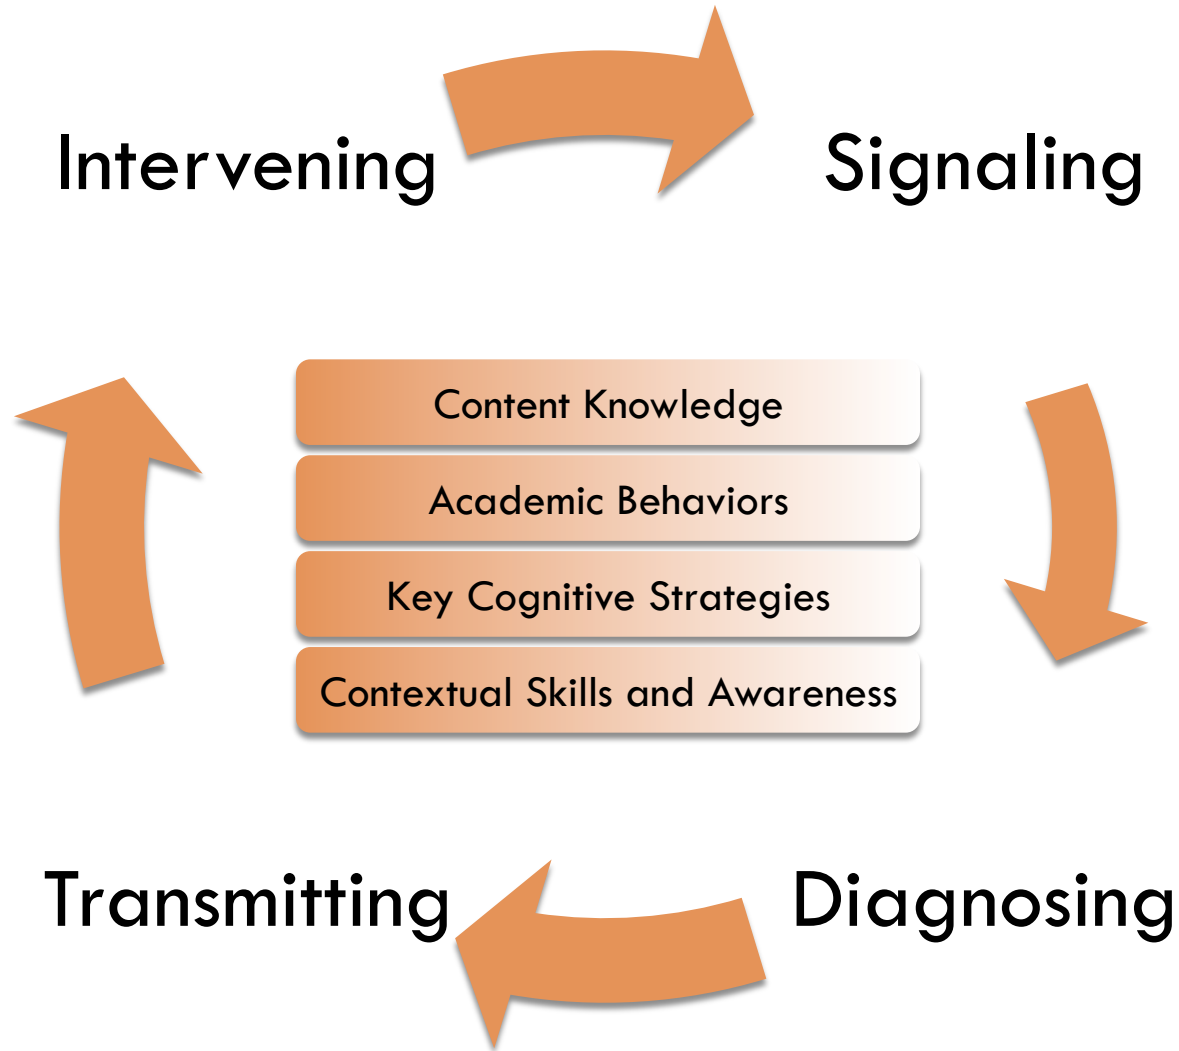 Intervening
Signaling
Content Knowledge
Academic Behaviors
Key Cognitive Strategies
Contextual Skills and Awareness
Transmitting
Diagnosing